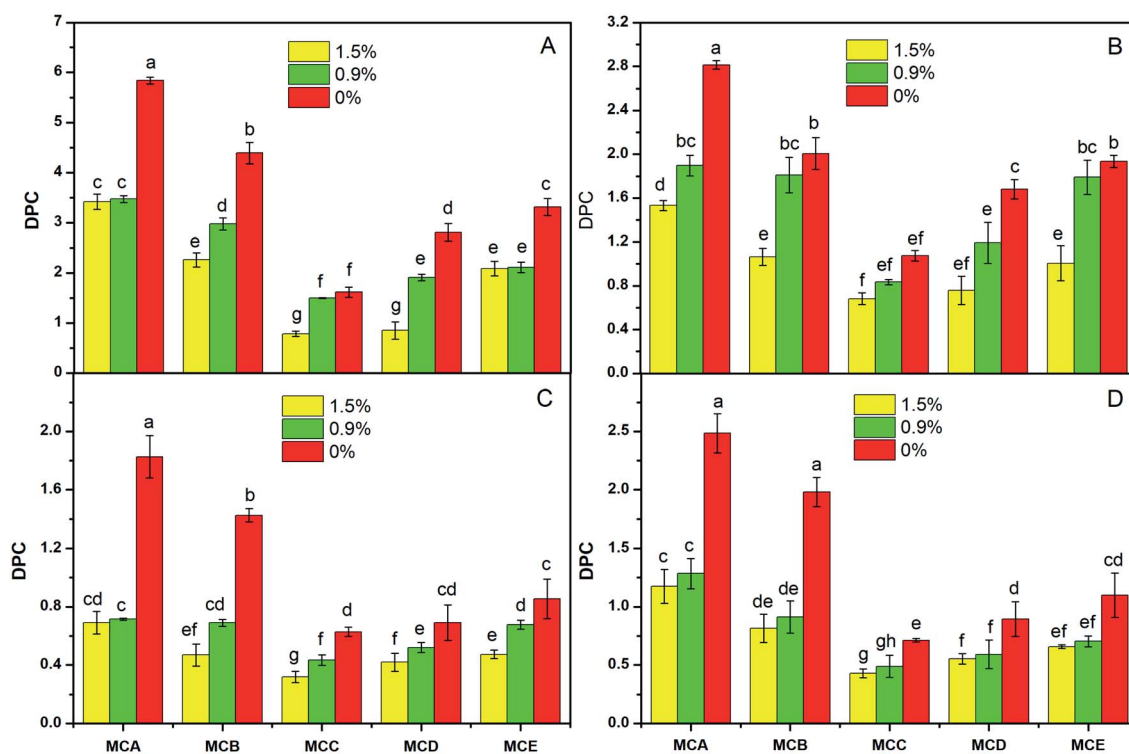 A
1.5%
0.9%
0%
DPC
7
6
5
4
3
2
1
0
c c a
e d b
g f f
g e d
e e c
B
1.5%
0.9%
0%
DPC
3.2
2.8
2.4
2.0
1.6
1.2
0.8
0.4
0.0
d bc a
e bc b
f ef ef
ef e c
e bc b
C
1.5%
0.9%
0%
DPC
2.0
1.6
1.2
0.8
0.4
0.0
cd c a
ef cd b
g f d
f e cd
e d c
MCA MCB MCC MCD MCE
D
1.5%
0.9%
0%
DPC
2.5
2.0
1.5
1.0
0.5
0.0
c c a
de de a
g gh e
f f d
ef ef cd
MCA MCB MCC MCD MCE